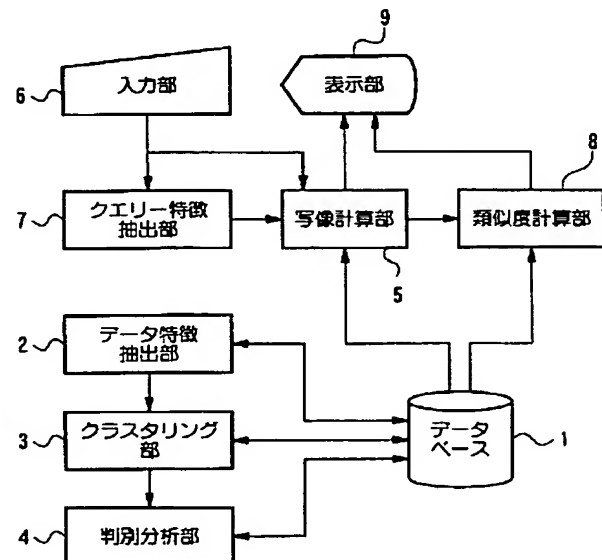 9
入力部
表示部
6
8
クエリー特徴
抽出部
写像計算部
類似度計算部
7
5
データ特徴
抽出部
2
クラスタリング
部
データ
ベース
3
1
判別分析部
4